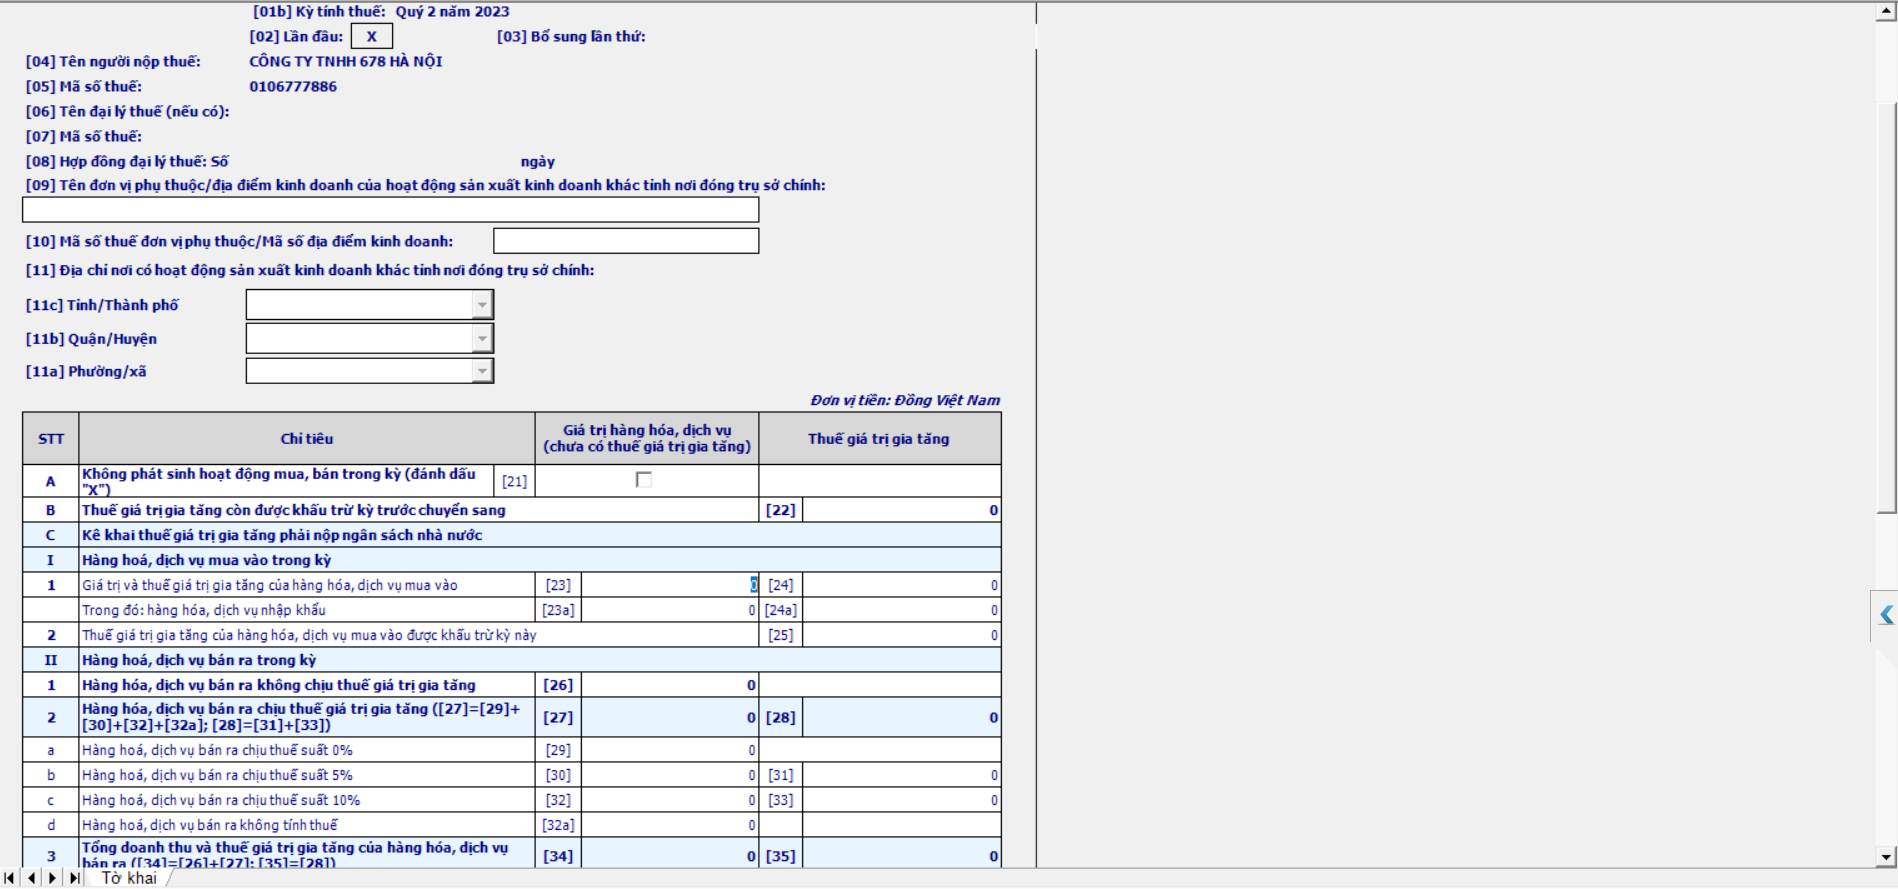 [01b] Kỳ tính thuế: Quý 2 năm 2023
[02] Lần đầu: X [03] Bổ sung lần thứ:
[04] Tên người nộp thuế: CÔNG TY TNHH 678 HÀ NỘI
[05] Mã số thuế: 0106777886
[06] Tên đại lý thuế (nếu có):
[07] Mã số thuế:
[08] Hợp đồng đại lý thuế: Số ngày
[09] Tên đơn vị phụ thuộc/địa điểm kinh doanh của hoạt động sản xuất kinh doanh khác tỉnh nơi đóng trụ sở chính:
[10] Mã số thuế đơn vị phụ thuộc/Mã số địa điểm kinh doanh:
[11] Địa chỉ nơi có hoạt động sản xuất kinh doanh khác tỉnh nơi đóng trụ sở chính:
[11c] Tỉnh/Thành phố
[11b] Quận/Huyện
[11a] Phường/xã
Đơn vị tiền: Đồng Việt Nam
STT Chỉ tiêu Giá trị hàng hóa, dịch vụ (chưa có thuế giá trị gia tăng) Thuế giá trị gia tăng
A Không phát sinh hoạt động mua, bán trong kỳ (đánh dấu "X") [21]
B Thuế giá trị gia tăng còn được khấu trừ kỳ trước chuyển sang [22] 0
C Kê khai thuế giá trị gia tăng phải nộp ngân sách nhà nước
I Hàng hoá, dịch vụ mua vào trong kỳ
1 Giá trị và thuế giá trị gia tăng của hàng hóa, dịch vụ mua vào [23] 0 [24] 0
Trong đó: hàng hóa, dịch vụ nhập khẩu [23a] 0 [24a] 0
2 Thuế giá trị gia tăng của hàng hóa, dịch vụ mua vào được khấu trừ kỳ này [25] 0
II Hàng hoá, dịch vụ bán ra trong kỳ
1 Hàng hóa, dịch vụ bán ra không chịu thuế giá trị gia tăng [26] 0
2 Hàng hóa, dịch vụ bán ra chịu thuế giá trị gia tăng ([27]=[29]+[30]+[32]+[32a]; [28]=[31]+[33]) [27] 0 [28] 0
a Hàng hoá, dịch vụ bán ra chịu thuế suất 0% [29] 0
b Hàng hoá, dịch vụ bán ra chịu thuế suất 5% [30] 0 [31] 0
c Hàng hoá, dịch vụ bán ra chịu thuế suất 10% [32] 0 [33] 0
d Hàng hoá, dịch vụ bán ra không tính thuế [32a] 0
3 Tổng doanh thu và thuế giá trị gia tăng của hàng hóa, dịch vụ bán ra ([34]=[26]+[27]; [35]=[28]) [34] 0 [35] 0
Tờ khai